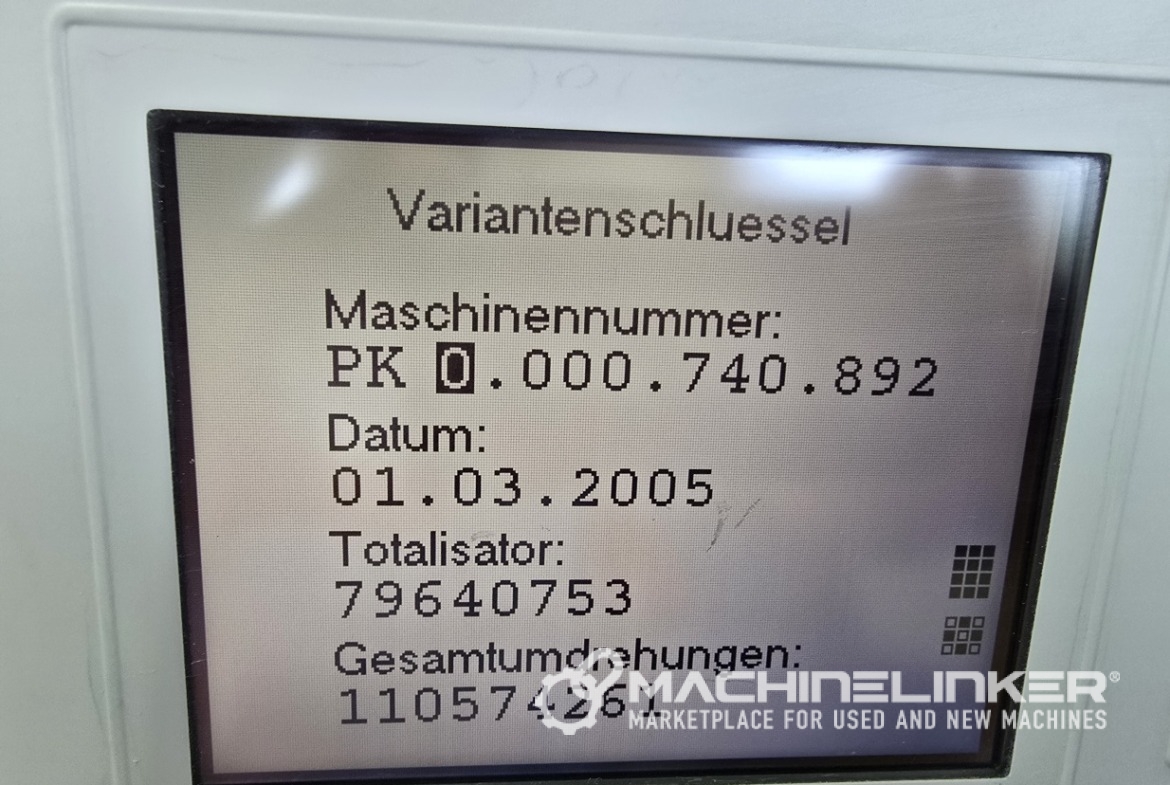 Variantenschluessel
Maschinennummer:
PK 0.000.740.892
Datum:
01.03.2005
Totalisator:
79640753
Gesamtumdrehungen:
110574261
MACHINELINKER®
MARKETPLACE FOR USED AND NEW MACHINES